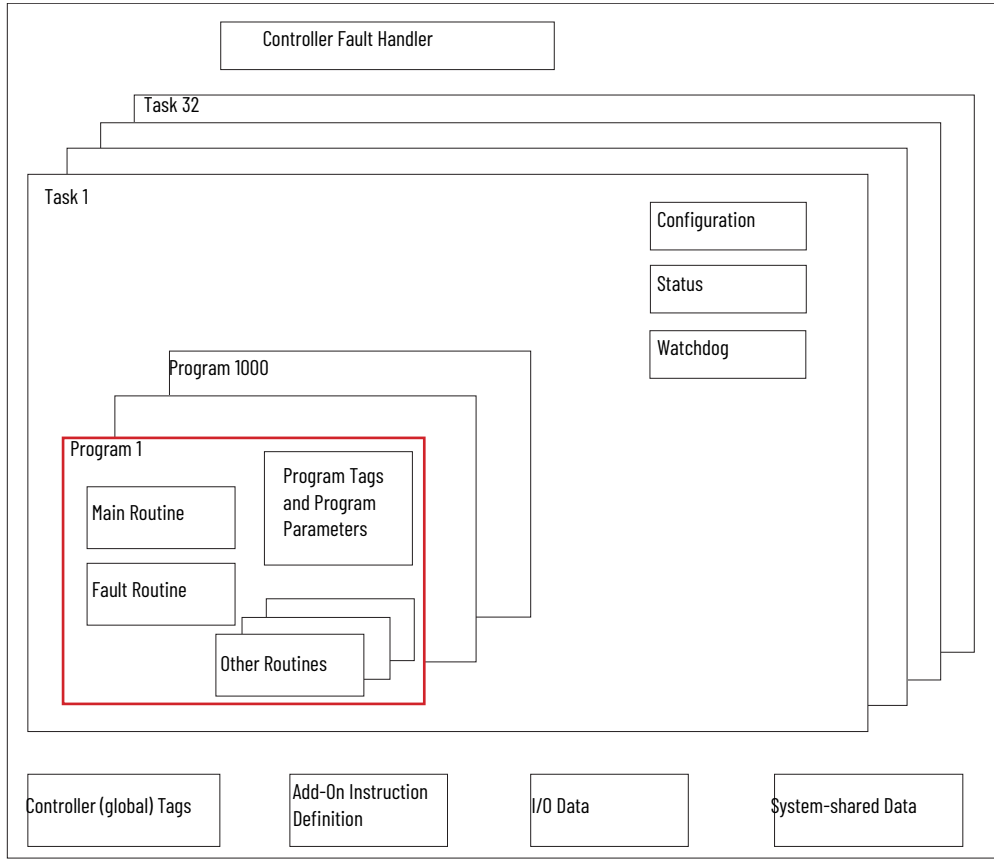 Controller Fault Handler
Task 32
Task 1
Configuration
Status
Watchdog
Program 1000
Program 1
Program Tags
and Program
Parameters
Main Routine
Fault Routine
Other Routines
Controller (global) Tags
Add-On Instruction
Definition
I/O Data
System-shared Data